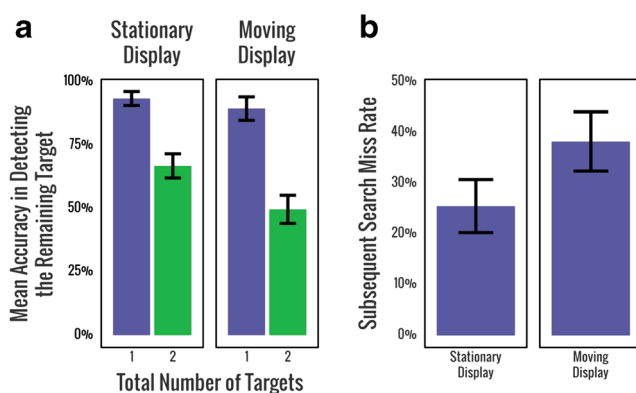 a
Stationary
Display
Moving
Display
Mean Accuracy in Detecting
the Remaining Target
100%
75%
50%
25%
0%
1
2
1
2
Total Number of Targets
b
Subsequent Search Miss Rate
50%
40%
30%
20%
10%
0%
Stationary
Display
Moving
Display